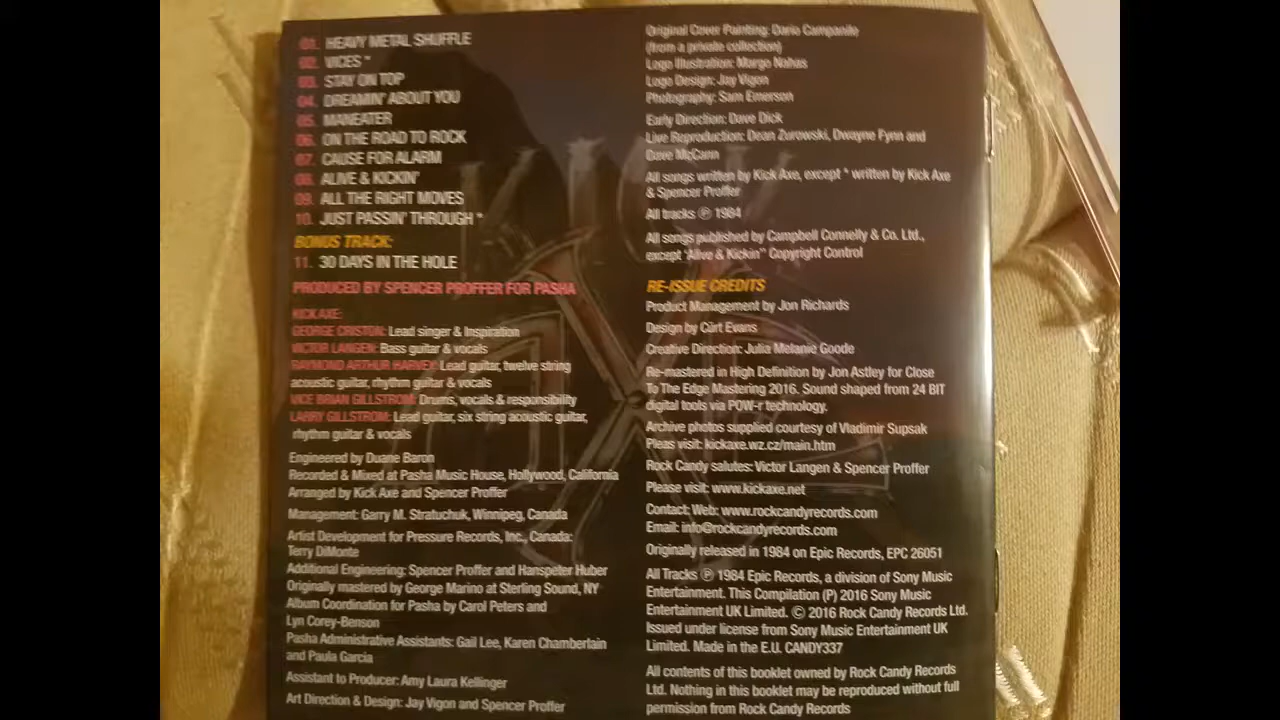 01. HEAVY METAL SHUFFLE
02. VICES *
03. STAY ON TOP
04. DREAMIN' ABOUT YOU
05. MANEATER
06. ON THE ROAD TO ROCK
07. CAUSE FOR ALARM
08. ALIVE & KICKIN'
09. ALL THE RIGHT MOVES
10. JUST PASSIN' THROUGH *
BONUS TRACK:
11. 30 DAYS IN THE HOLE
PRODUCED BY SPENCER PROFFER FOR PASHA
KICK AXE:
GEORGE CRISTON: Lead singer & Inspiration
VICTOR LANGEN: Bass guitar & vocals
RAYMOND ARTHUR HARVEY: Lead guitar, twelve string
acoustic guitar, rhythm guitar & vocals
VICE BRIAN GILLSTROM: Drums, vocals & responsibility
LARRY GILLSTROM: Lead guitar, six string acoustic guitar,
rhythm guitar & vocals
Engineered by Duane Baron
Recorded & Mixed at Pasha Music House, Hollywood, California
Arranged by Kick Axe and Spencer Proffer
Management: Garry M. Stratuchuk, Winnipeg, Canada
Artist Development for Pressure Records, Inc., Canada:
Terry DiMonte
Additional Engineering: Spencer Proffer and Hanspeter Huber
Originally mastered by George Marino at Sterling Sound, NY
Album Coordination for Pasha by Carol Peters and
Lyn Corey-Benson
Pasha Administrative Assistants: Gail Lee, Karen Chamberlain
and Paula Garcia
Assistant to Producer: Amy Laura Kellinger
Art Direction & Design: Jay Vigon and Spencer Proffer
Original Cover Painting: Dario Campanile
(from a private collection)
Logo Illustration: Margo Nahas
Logo Design: Jay Vigon
Photography: Sam Emerson
Early Direction: Dave Dick
Live Reproduction: Dean Zurowski, Dwayne Fynn and
Dave McCann
All songs written by Kick Axe, except * written by Kick Axe
& Spencer Proffer
All tracks ℗ 1984
All songs published by Campbell Connelly & Co. Ltd.,
except "Alive & Kickin'" Copyright Control
RE-ISSUE CREDITS
Product Management by Jon Richards
Design by Cürt Evans
Creative Direction: Julia Melanie Goode
Re-mastered in High Definition by Jon Astley for Close
To The Edge Mastering 2016. Sound shaped from 24 BIT
digital tools via POW-r technology.
Archive photos supplied courtesy of Vladimir Supsak
Pleas visit: kickaxe.wz.cz/main.htm
Rock Candy salutes: Victor Langen & Spencer Proffer
Please visit: www.kickaxe.net
Contact: Web: www.rockcandyrecords.com
Email: info@rockcandyrecords.com
Originally released in 1984 on Epic Records, EPC 26051
All Tracks ℗ 1984 Epic Records, a division of Sony Music
Entertainment. This Compilation (P) 2016 Sony Music
Entertainment UK Limited. © 2016 Rock Candy Records Ltd.
Issued under license from Sony Music Entertainment UK
Limited. Made in the E.U. CANDY337
All contents of this booklet owned by Rock Candy Records
Ltd. Nothing in this booklet may be reproduced without full
permission from Rock Candy Records